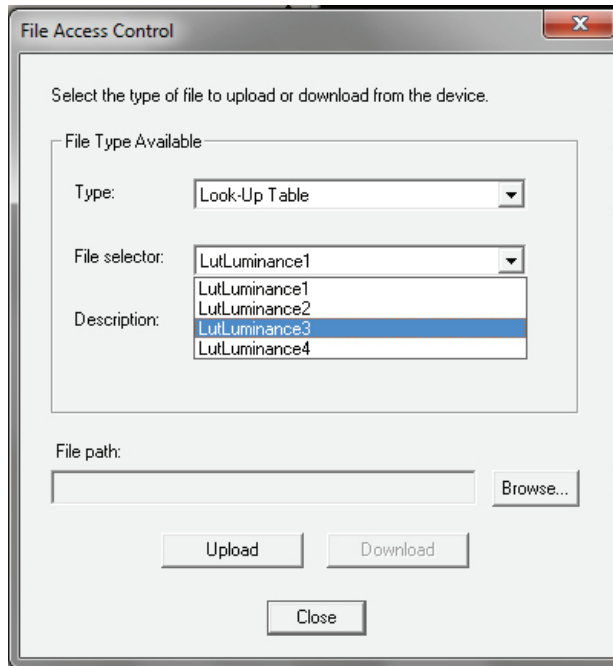 File Access Control
Select the type of file to upload or download from the device.
File Type Available
Type: Look-Up Table
File selector: LutLuminance1
LutLuminance1
LutLuminance2
Description: LutLuminance3
LutLuminance4
File path:
Browse...
Upload Download
Close